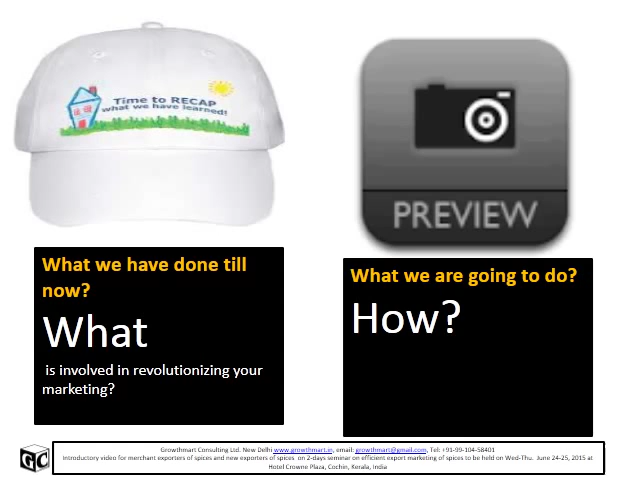 Time to RECAP
what we have learned!
PREVIEW
What we have done till
now?
What
is involved in revolutionizing your
marketing?
What we are going to do?
How?
GC
Growthmart Consulting Ltd. New Delhi www.growthmart.in, email: growthmart@gmail.com, Tel: +91-99-104-58401
Introductory video for merchant exporters of spices and new exporters of spices on 2-days seminar on efficient export marketing of spices to be held on Wed-Thu. June 24-25, 2015 at
Hotel Crowne Plaza, Cochin, Kerala, India